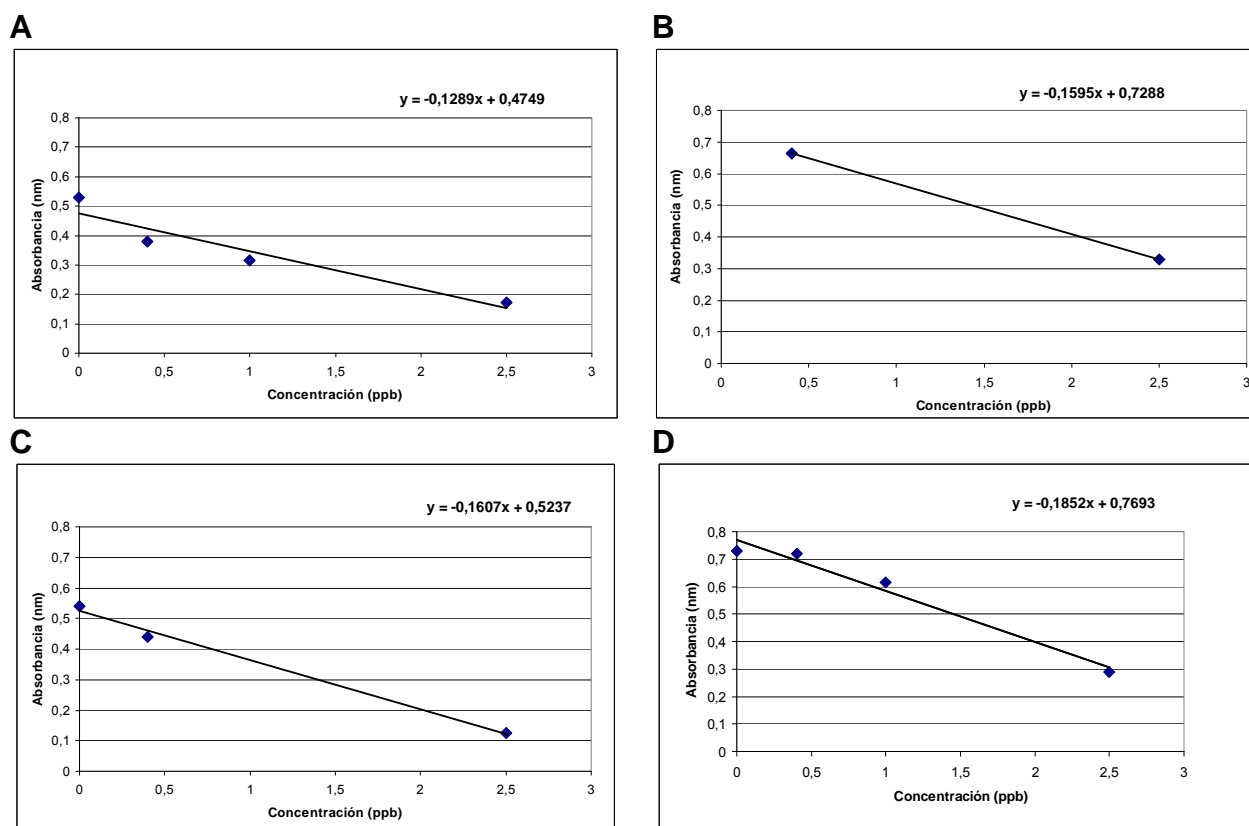 A
y = -0,1289x + 0,4749
0,8
0,7
0,6
0,5
0,4
0,3
0,2
0,1
0
Absorbancia (nm)
0 0,5 1 1,5 2 2,5 3
Concentración (ppb)
B
y = -0,1595x + 0,7288
0,8
0,7
0,6
0,5
0,4
0,3
0,2
0,1
0
Absorbancia (nm)
0 0,5 1 1,5 2 2,5 3
Concentración (ppb)
C
y = -0,1607x + 0,5237
0,8
0,7
0,6
0,5
0,4
0,3
0,2
0,1
0
Absorbancia (nm)
0 0,5 1 1,5 2 2,5 3
Concentración (ppb)
D
y = -0,1852x + 0,7693
0,8
0,7
0,6
0,5
0,4
0,3
0,2
0,1
0
Absorbancia (nm)
0 0,5 1 1,5 2 2,5 3
Concentración (ppb)